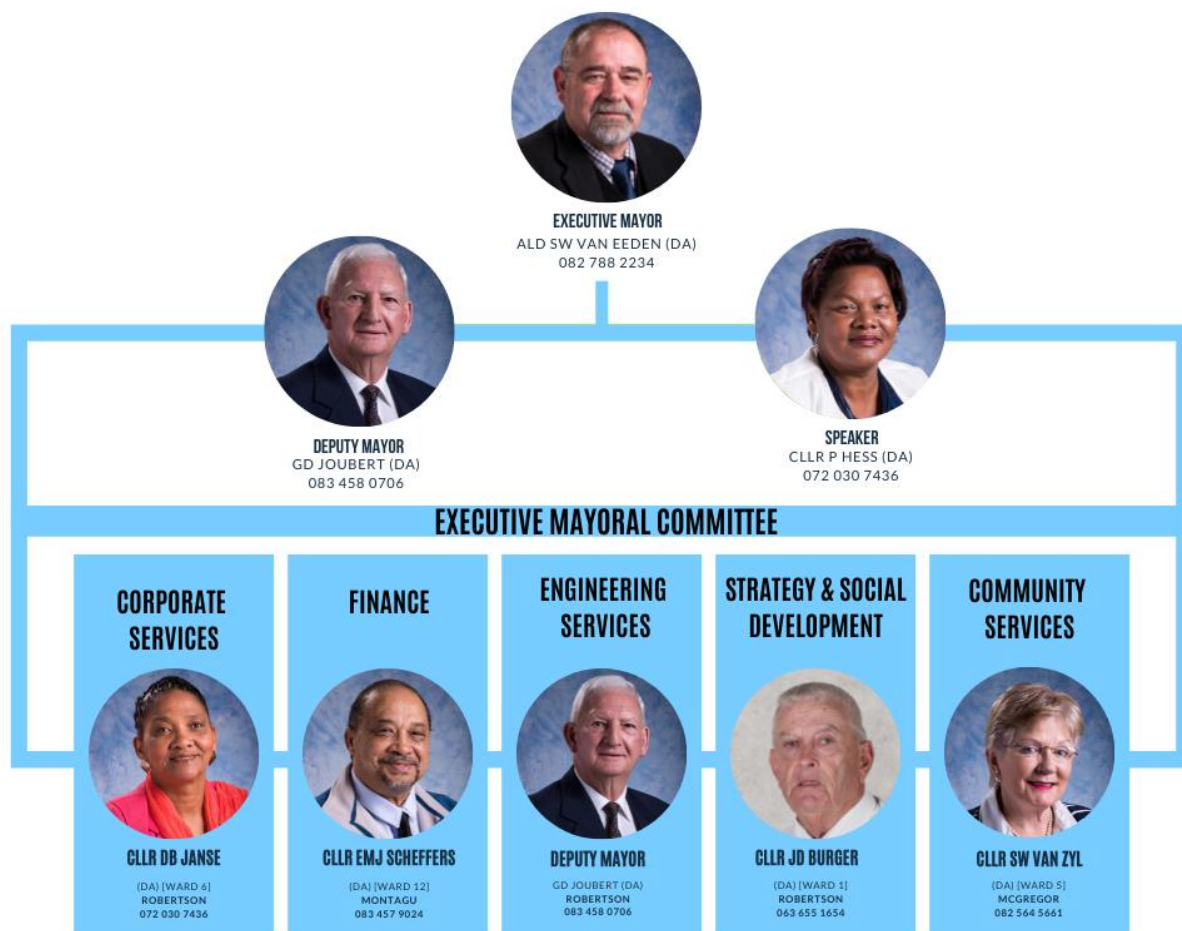 EXECUTIVE MAYOR
ALD SW VAN EEDEN (DA)
082 788 2234
DEPUTY MAYOR
GD JOUBERT (DA)
083 458 0706
SPEAKER
CLLR P HESS (DA)
072 030 7436
EXECUTIVE MAYORAL COMMITTEE
CORPORATE
SERVICES
CLLR DB JANSE
(DA) [WARD 6]
ROBERTSON
072 030 7436
FINANCE
CLLR EMJ SCHEFFERS
(DA) [WARD 12]
MONTAGU
083 457 9024
ENGINEERING
SERVICES
DEPUTY MAYOR
GD JOUBERT (DA)
ROBERTSON
083 458 0706
STRATEGY & SOCIAL
DEVELOPMENT
CLLR JD BURGER
(DA) [WARD 1]
ROBERTSON
063 655 1654
COMMUNITY
SERVICES
CLLR SW VAN ZYL
(DA) [WARD 5]
MCGREGOR
082 564 5661